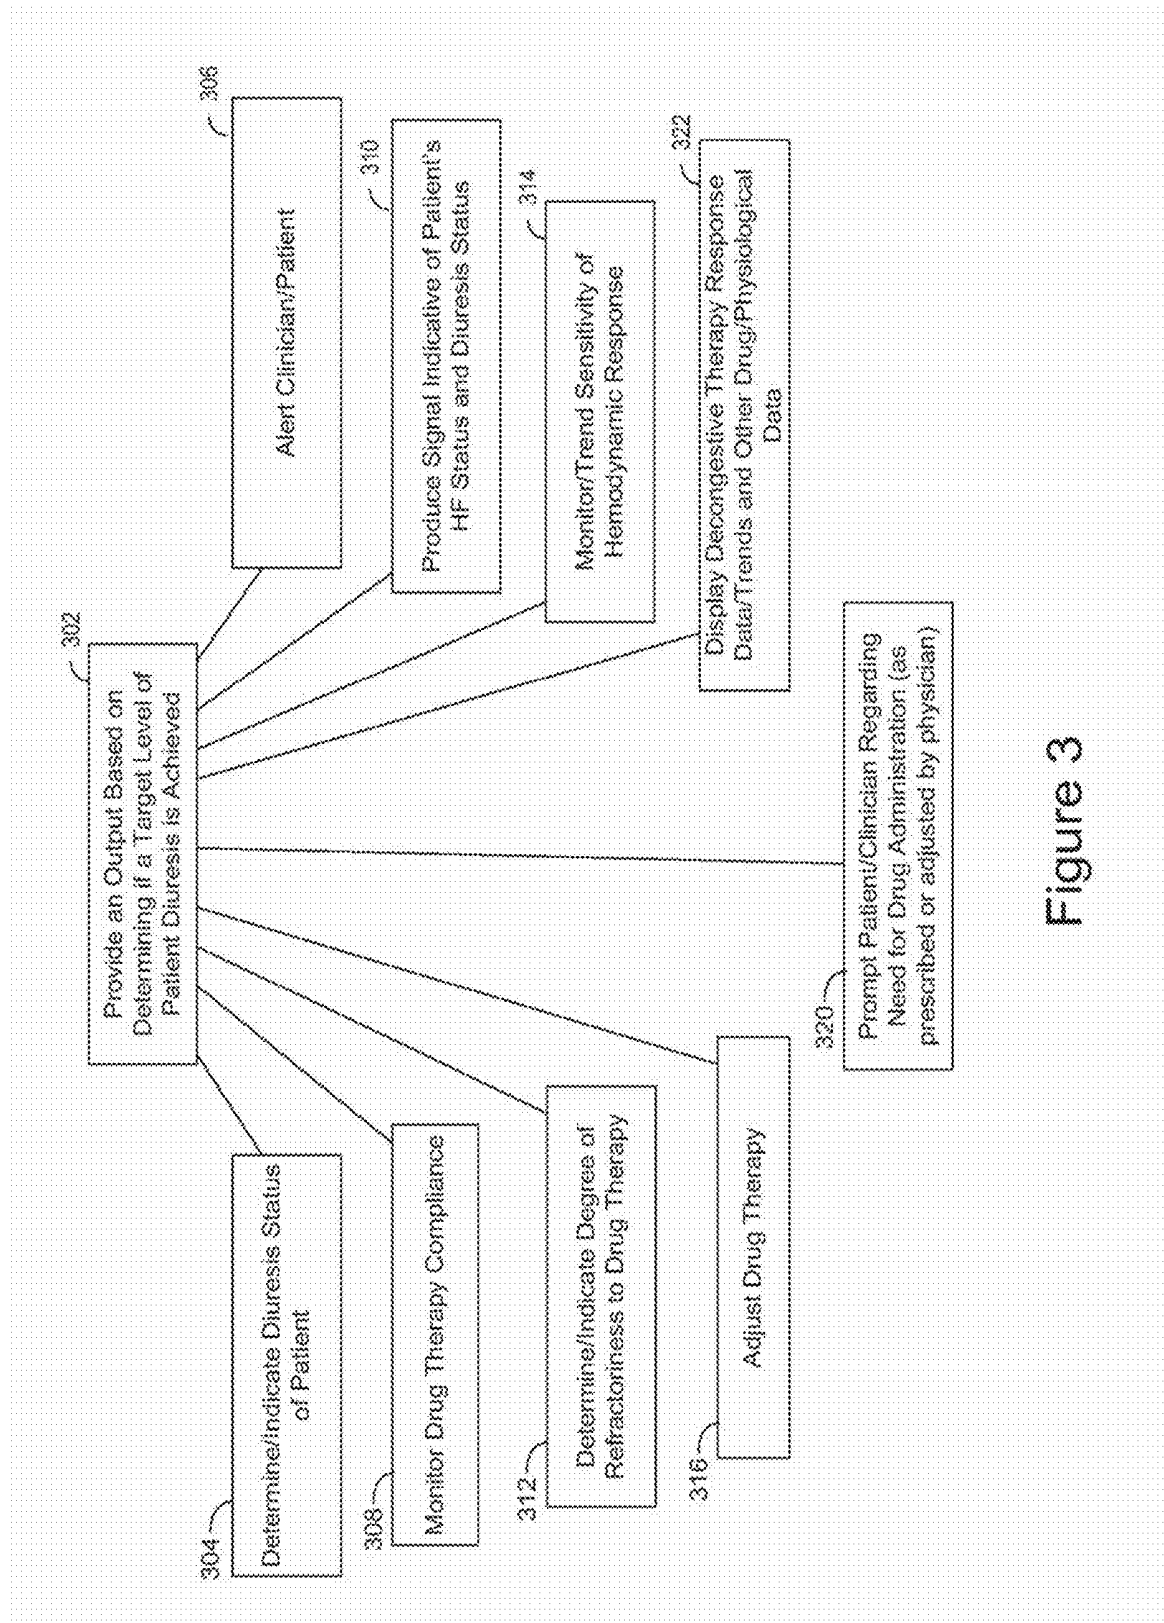 302
Provide an Output Based on
Determining if a Target Level of
Patient Diuresis is Achieved
304
Determine/Indicate Diuresis Status
of Patient
306
Alert Clinician/Patient
308
Monitor Drug Therapy Compliance
310
Produce Signal Indicative of Patient's
HF Status and Diuresis Status
312
Determine/Indicate Degree of
Refractoriness to Drug Therapy
314
Monitor/Trend Sensitivity of
Hemodynamic Response
316
Adjust Drug Therapy
322
Display Decongestive Therapy Response
Data/Trends and Other Drug/Physiological
Data
320
Prompt Patient/Clinician Regarding
Need for Drug Administration (as
prescribed or adjusted by physician)
Figure 3